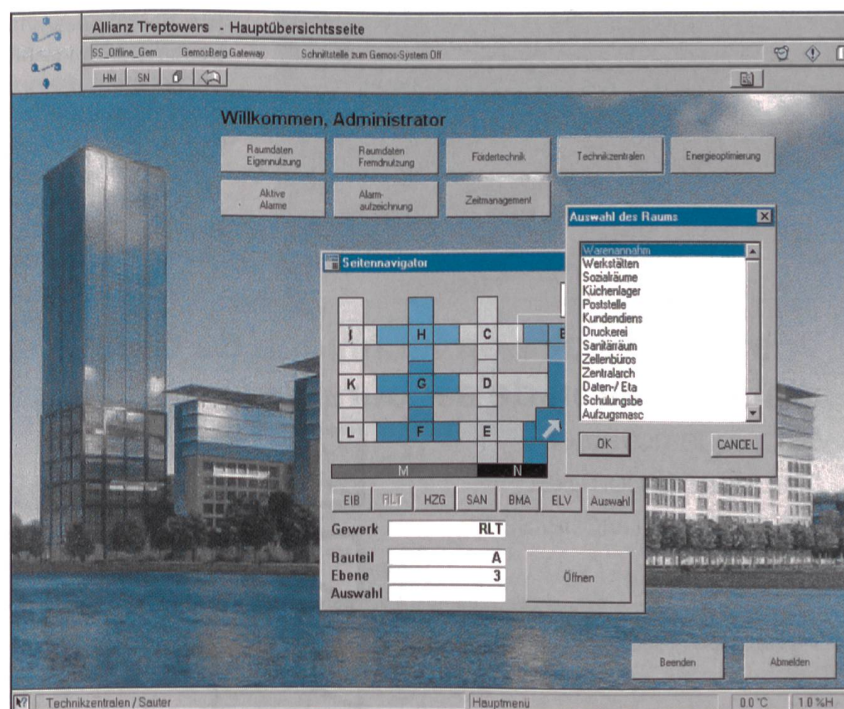 Allianz Treptowers - Hauptübersichtsseite
SS_Offline_Gem GemosBerg Gateway Schnittstelle zum Gemos-System Off
HM SN
Willkommen, Administrator
Raumdaten Eigennutzung
Raumdaten Fremdnutzung
Fördertechnik
Technikzentralen
Energieoptimierung
Aktive Alarme
Alarm-aufzeichnung
Zeitmanagement
Auswahl des Raums
Warenannahm
Werkstätten
Sozialräume
Küchenlager
Poststelle
Kundendiens
Druckerei
Sanitärräum
Zellenbüros
Zentralarch
Daten-/ Eta
Schulungsbe
Aufzugsmasc
OK CANCEL
Seitennavigator
I H C B
K G D
L F E
M N
EIB RLT HZG SAN BMA ELV Auswahl
Gewerk RLT
Bauteil A
Ebene 3
Auswahl
Öffnen
Beenden Abmelden
Technikzentralen / Sauter Hauptmenü 0.0 °C 1.0 %H